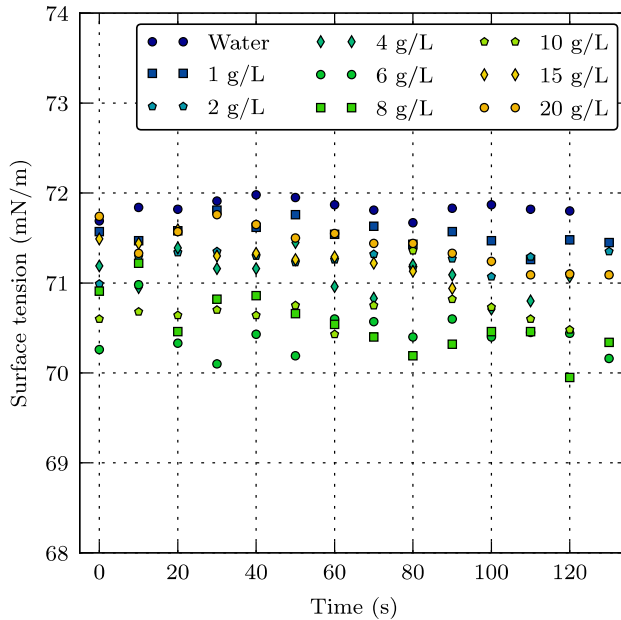 74
73
72
71
70
69
68
Surface tension (mN/m)
Water
1 g/L
2 g/L
4 g/L
6 g/L
8 g/L
10 g/L
15 g/L
20 g/L
0 20 40 60 80 100 120
Time (s)